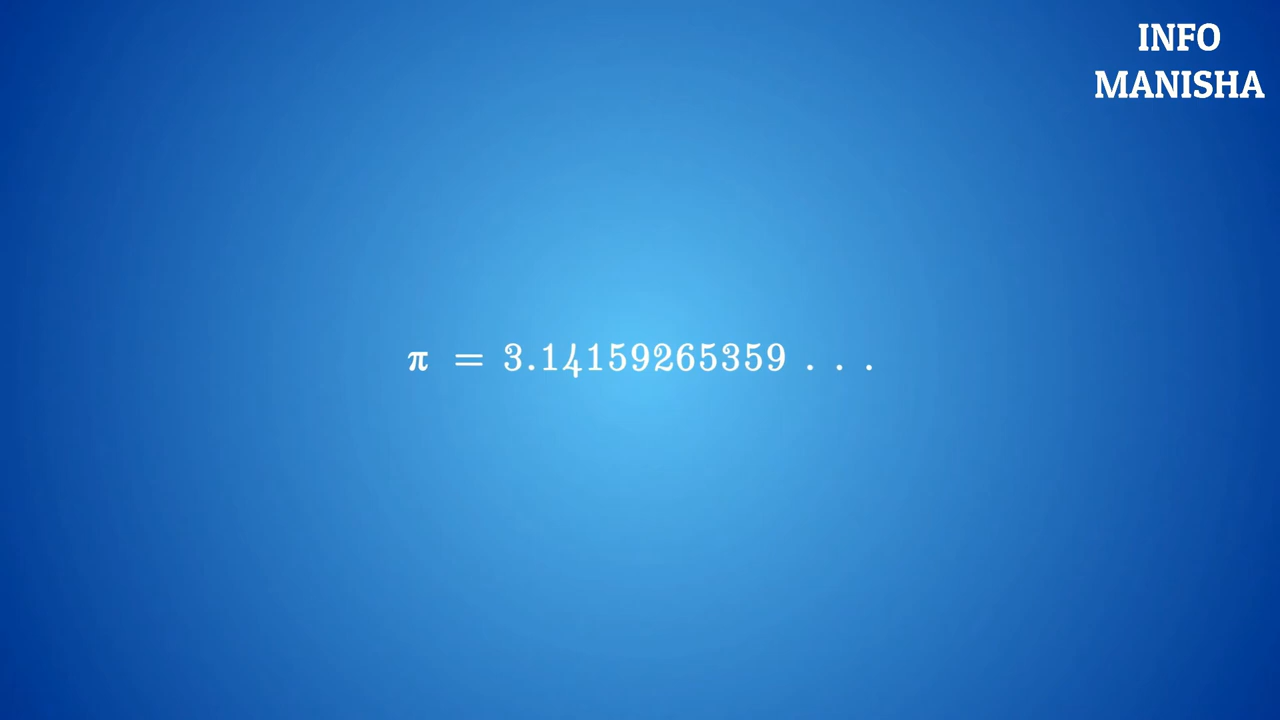 INFO
MANISHA
π = 3.14159265359 . . .